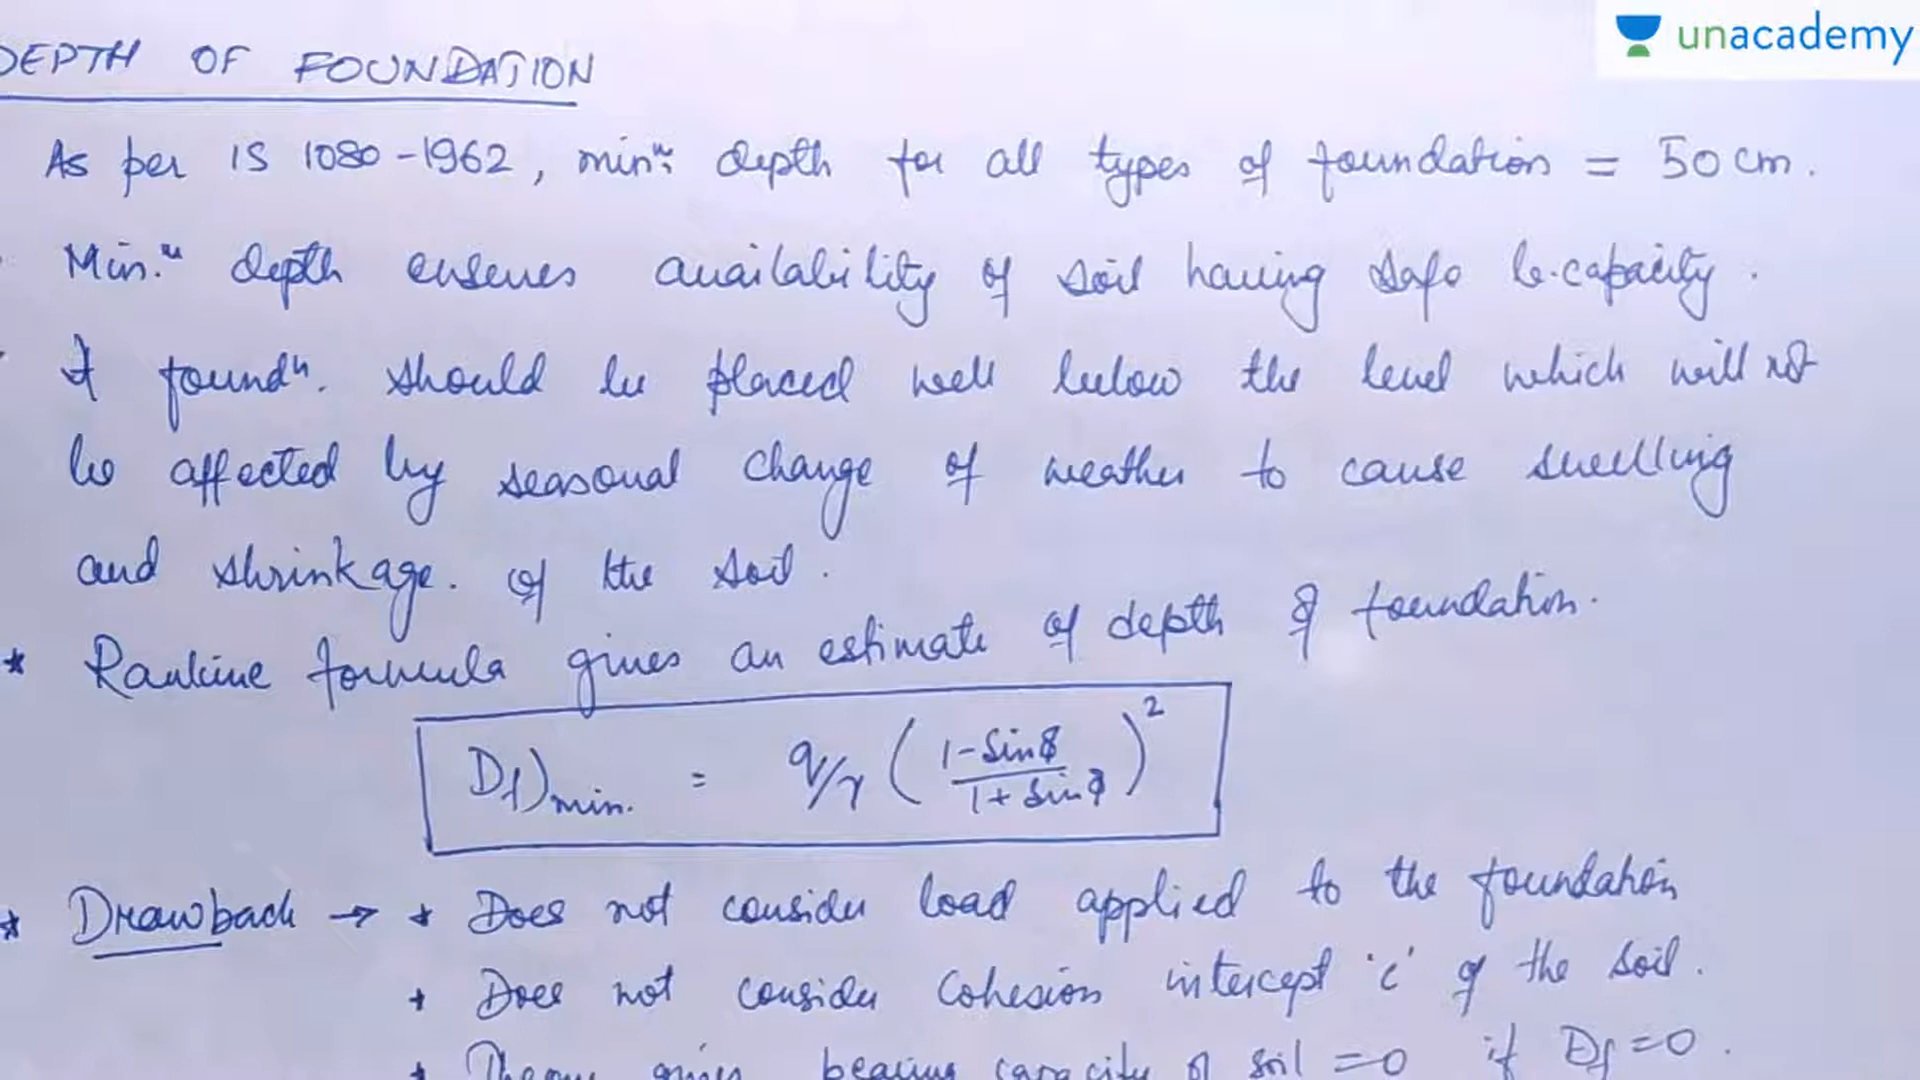 unacademy
DEPTH OF FOUNDATION
As per IS 1080-1962, minm. depth for all types of foundation = 50 cm.
Min.m depth ensures availability of soil having safe b.capacity.
foundn. should be placed well below the level which will not
be affected by seasonal change of weather to cause swelling
and shrinkage. of the soil.
* Rankine formula gives an estimate of depth of foundation.
Df)min. = q/γ ( (1-Sinφ)/(1+Sinφ) )²
* Drawback → * Does not consider load applied to the foundation
* Does not consider cohesion intercept 'c' of the soil.
* Theory gives bearing capacity of soil =0 if Df=0.